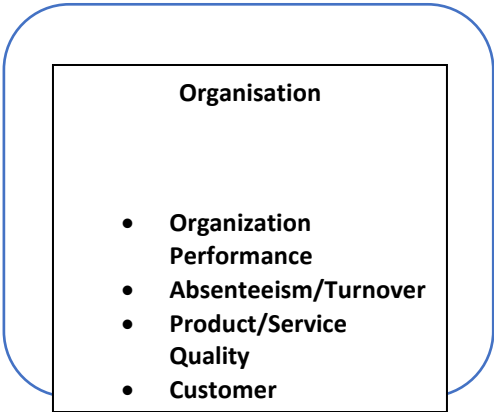 Organisation
• Organization
Performance
• Absenteeism/Turnover
• Product/Service
Quality
• Customer